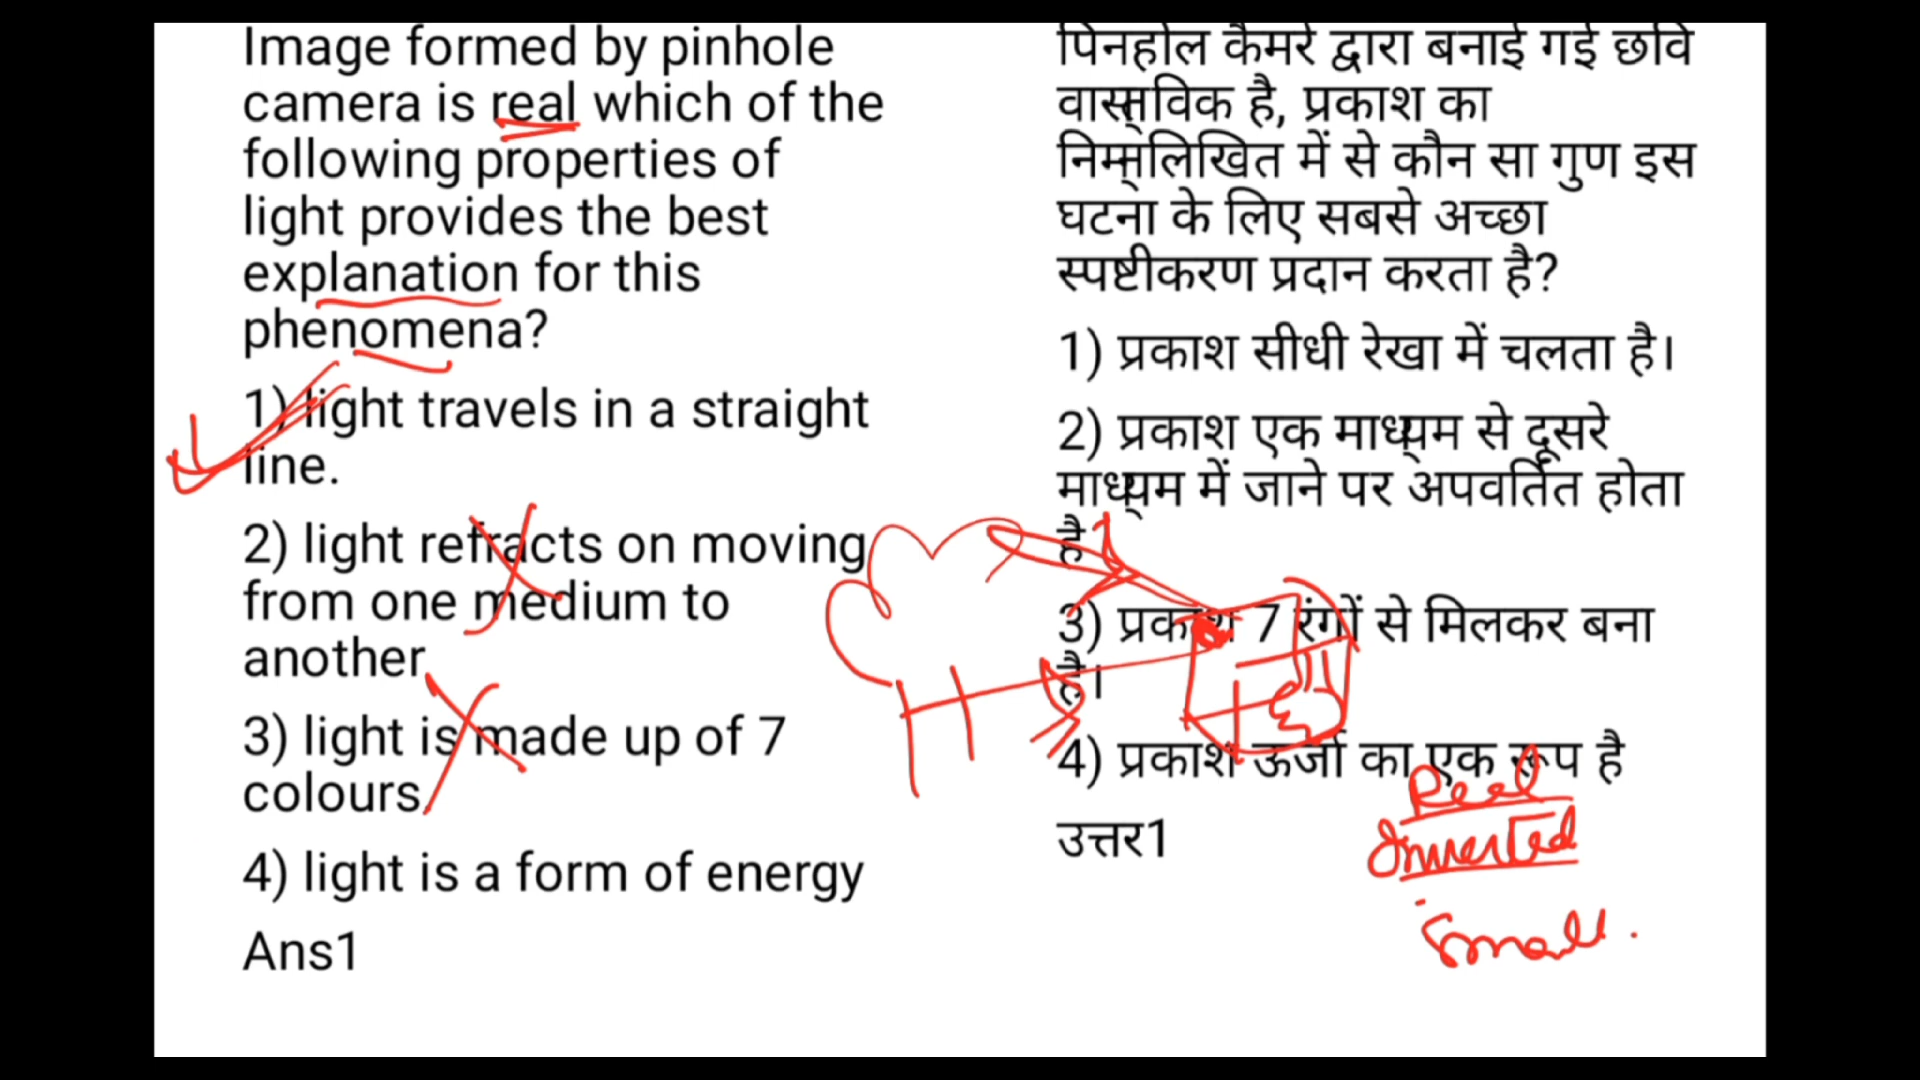 Image formed by pinhole
camera is real which of the
following properties of
light provides the best
explanation for this
phenomena?
1) light travels in a straight
line.
2) light refracts on moving
from one medium to
another
3) light is made up of 7
colours
4) light is a form of energy
Ans1
पिनहोल कैमरे द्वारा बनाई गई छवि
वास्तविक है, प्रकाश का
निम्नलिखित में से कौन सा गुण इस
घटना के लिए सबसे अच्छा
स्पष्टीकरण प्रदान करता है?
1) प्रकाश सीधी रेखा में चलता है।
2) प्रकाश एक माध्यम से दूसरे
माध्यम में जाने पर अपवर्तित होता
है
3) प्रकाश 7 रंगों से मिलकर बना
है।
4) प्रकाश ऊर्जा का एक रूप है
उत्तर1
Real
Inverted
Small.